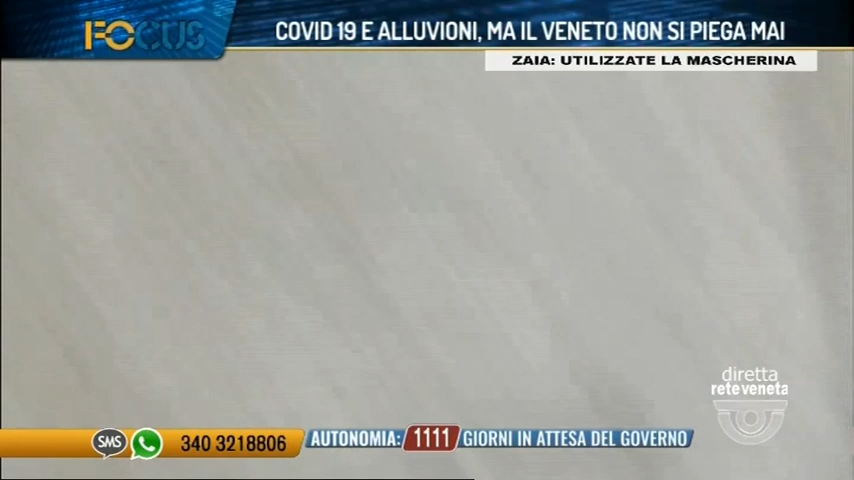 FOCUS
COVID 19 E ALLUVIONI, MA IL VENETO NON SI PIEGA MAI
ZAIA: UTILIZZATE LA MASCHERINA
diretta
reteveneta
SMS 340 3218806
AUTONOMIA: 1111 GIORNI IN ATTESA DEL GOVERNO